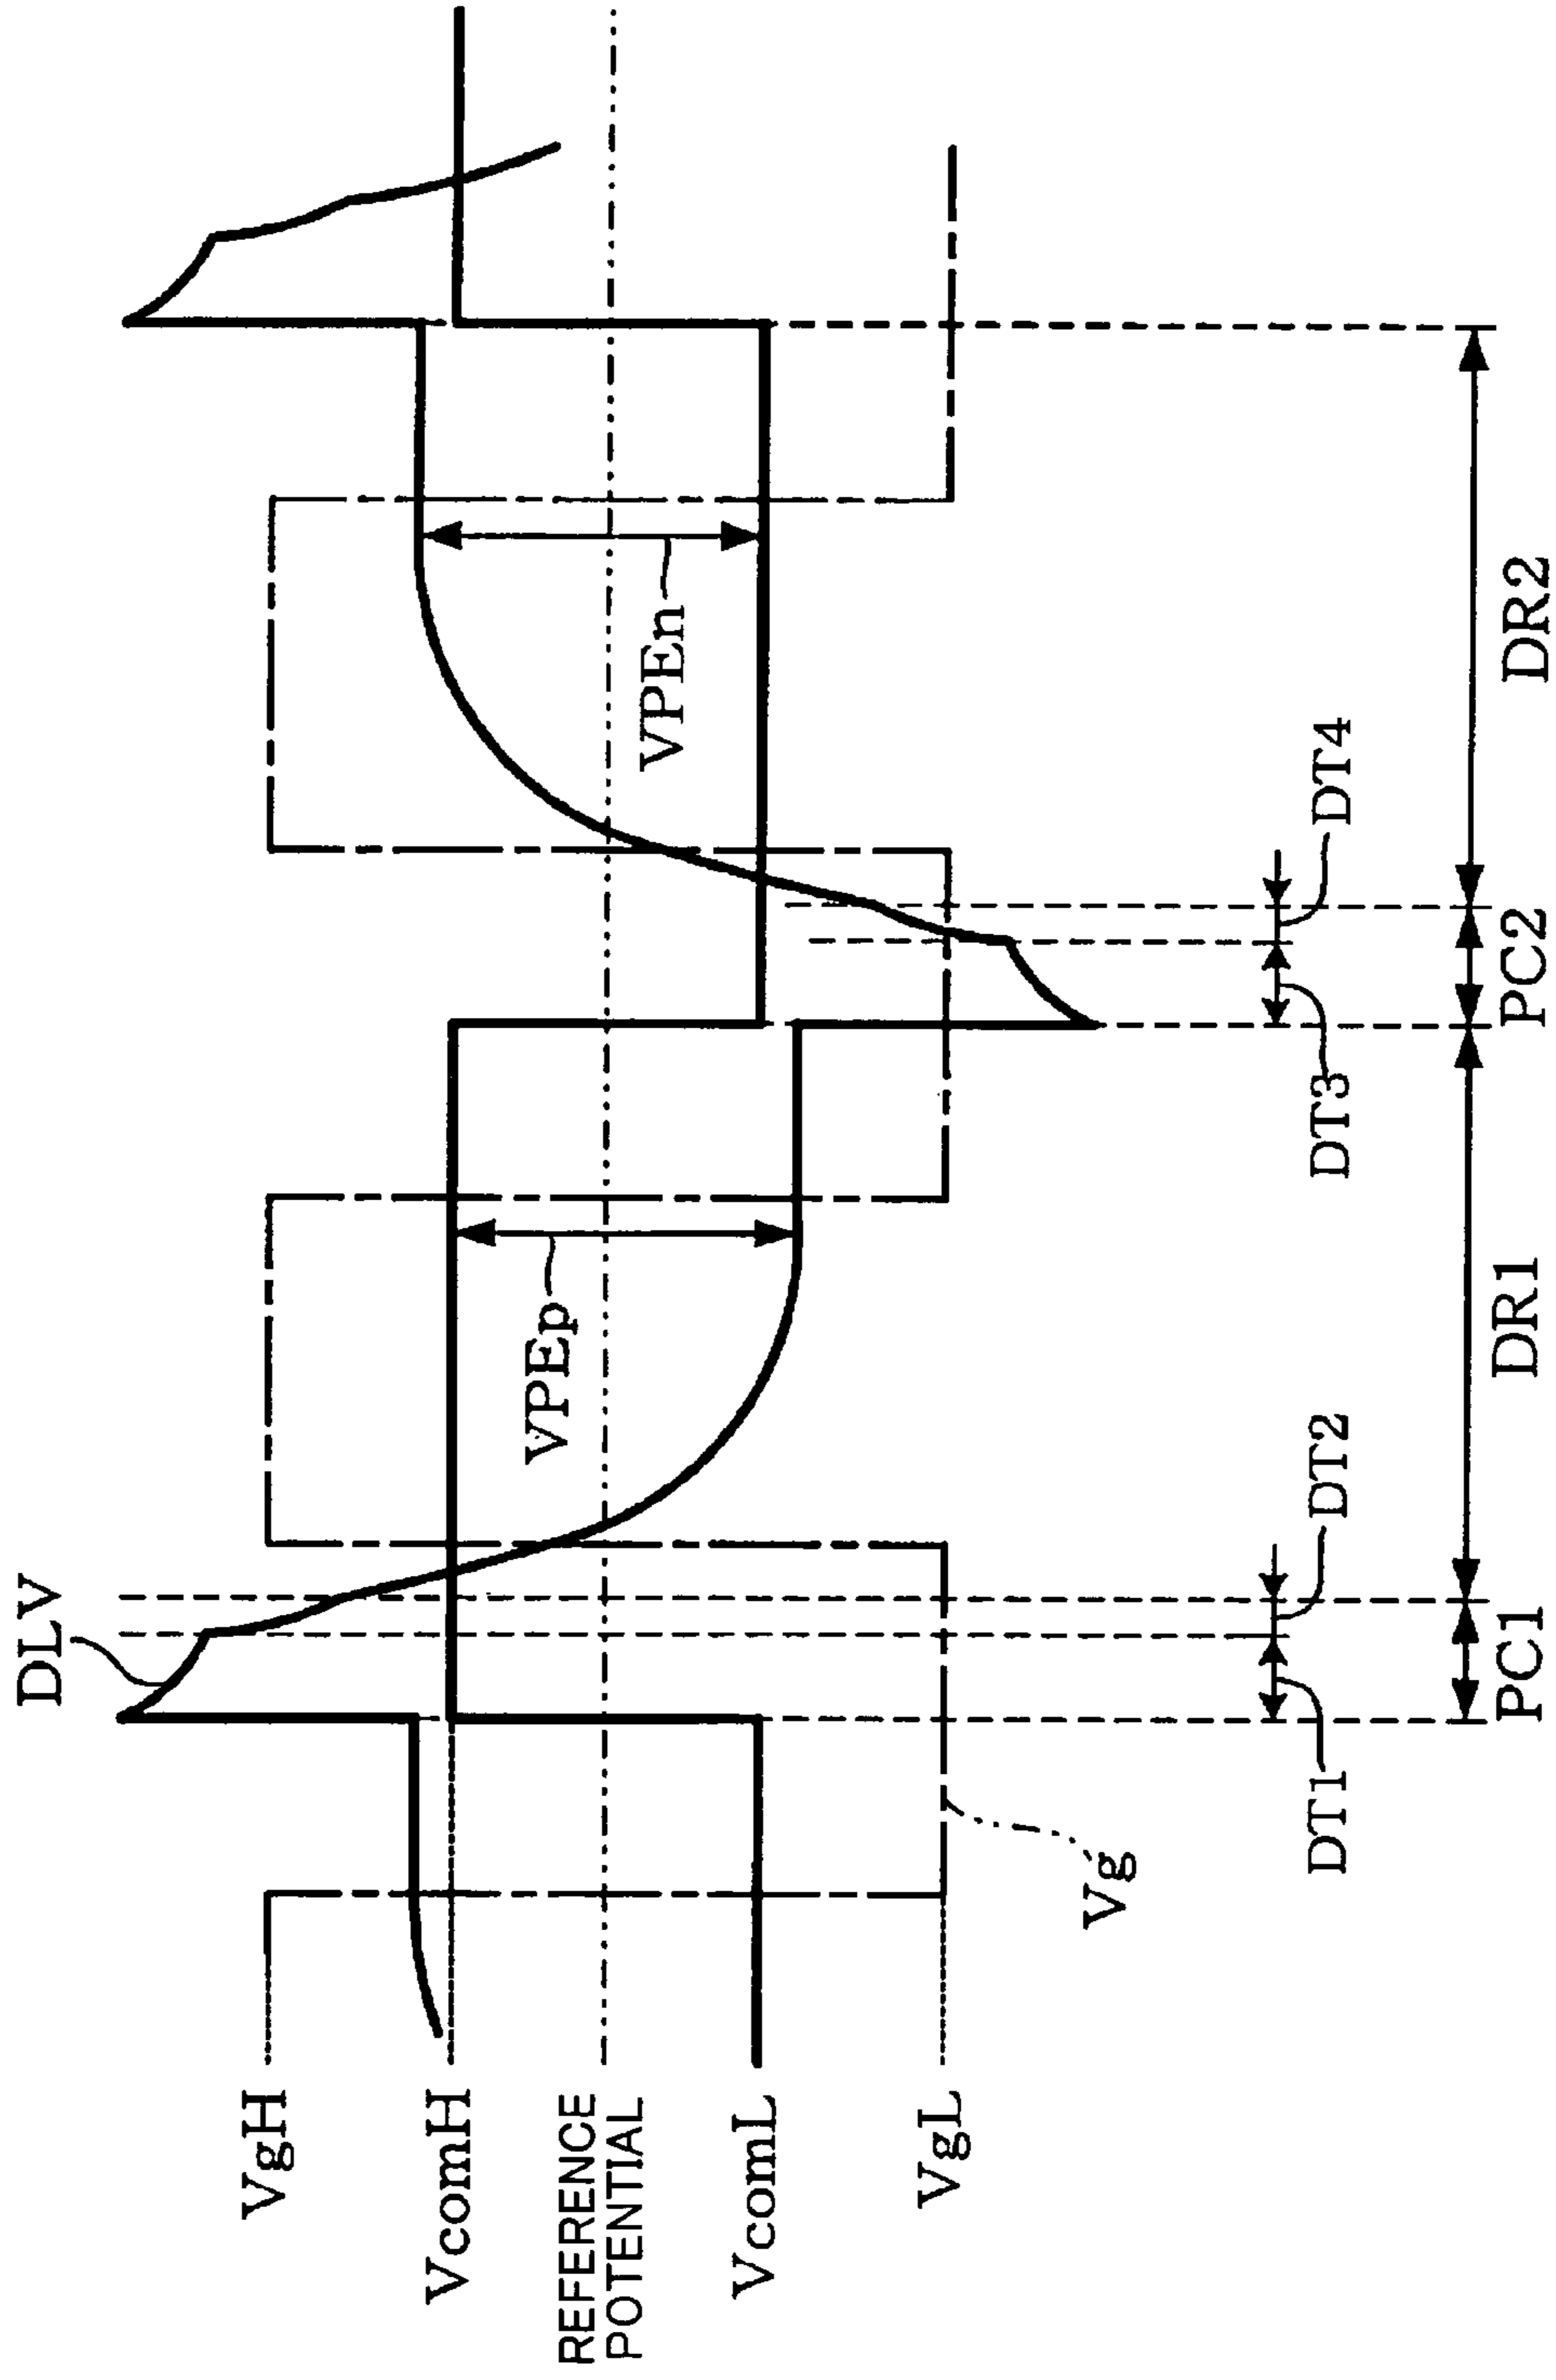 DLV
VgH
VcomH
REFERENCE
POTENTIAL
VcomL
VgL
Vg
VPEp
VPEn
DT1
DT2
DT3
DT4
PC1
DR1
PC2
DR2